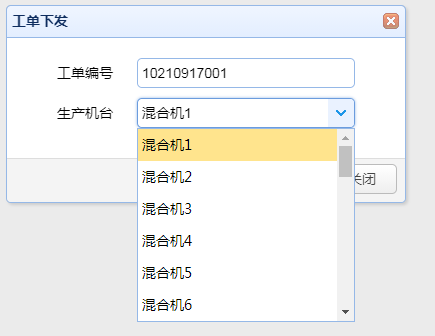 工单下发
工单编号 10210917001
生产机台 混合机1
混合机1
混合机2
混合机3
混合机4
混合机5
混合机6
关闭